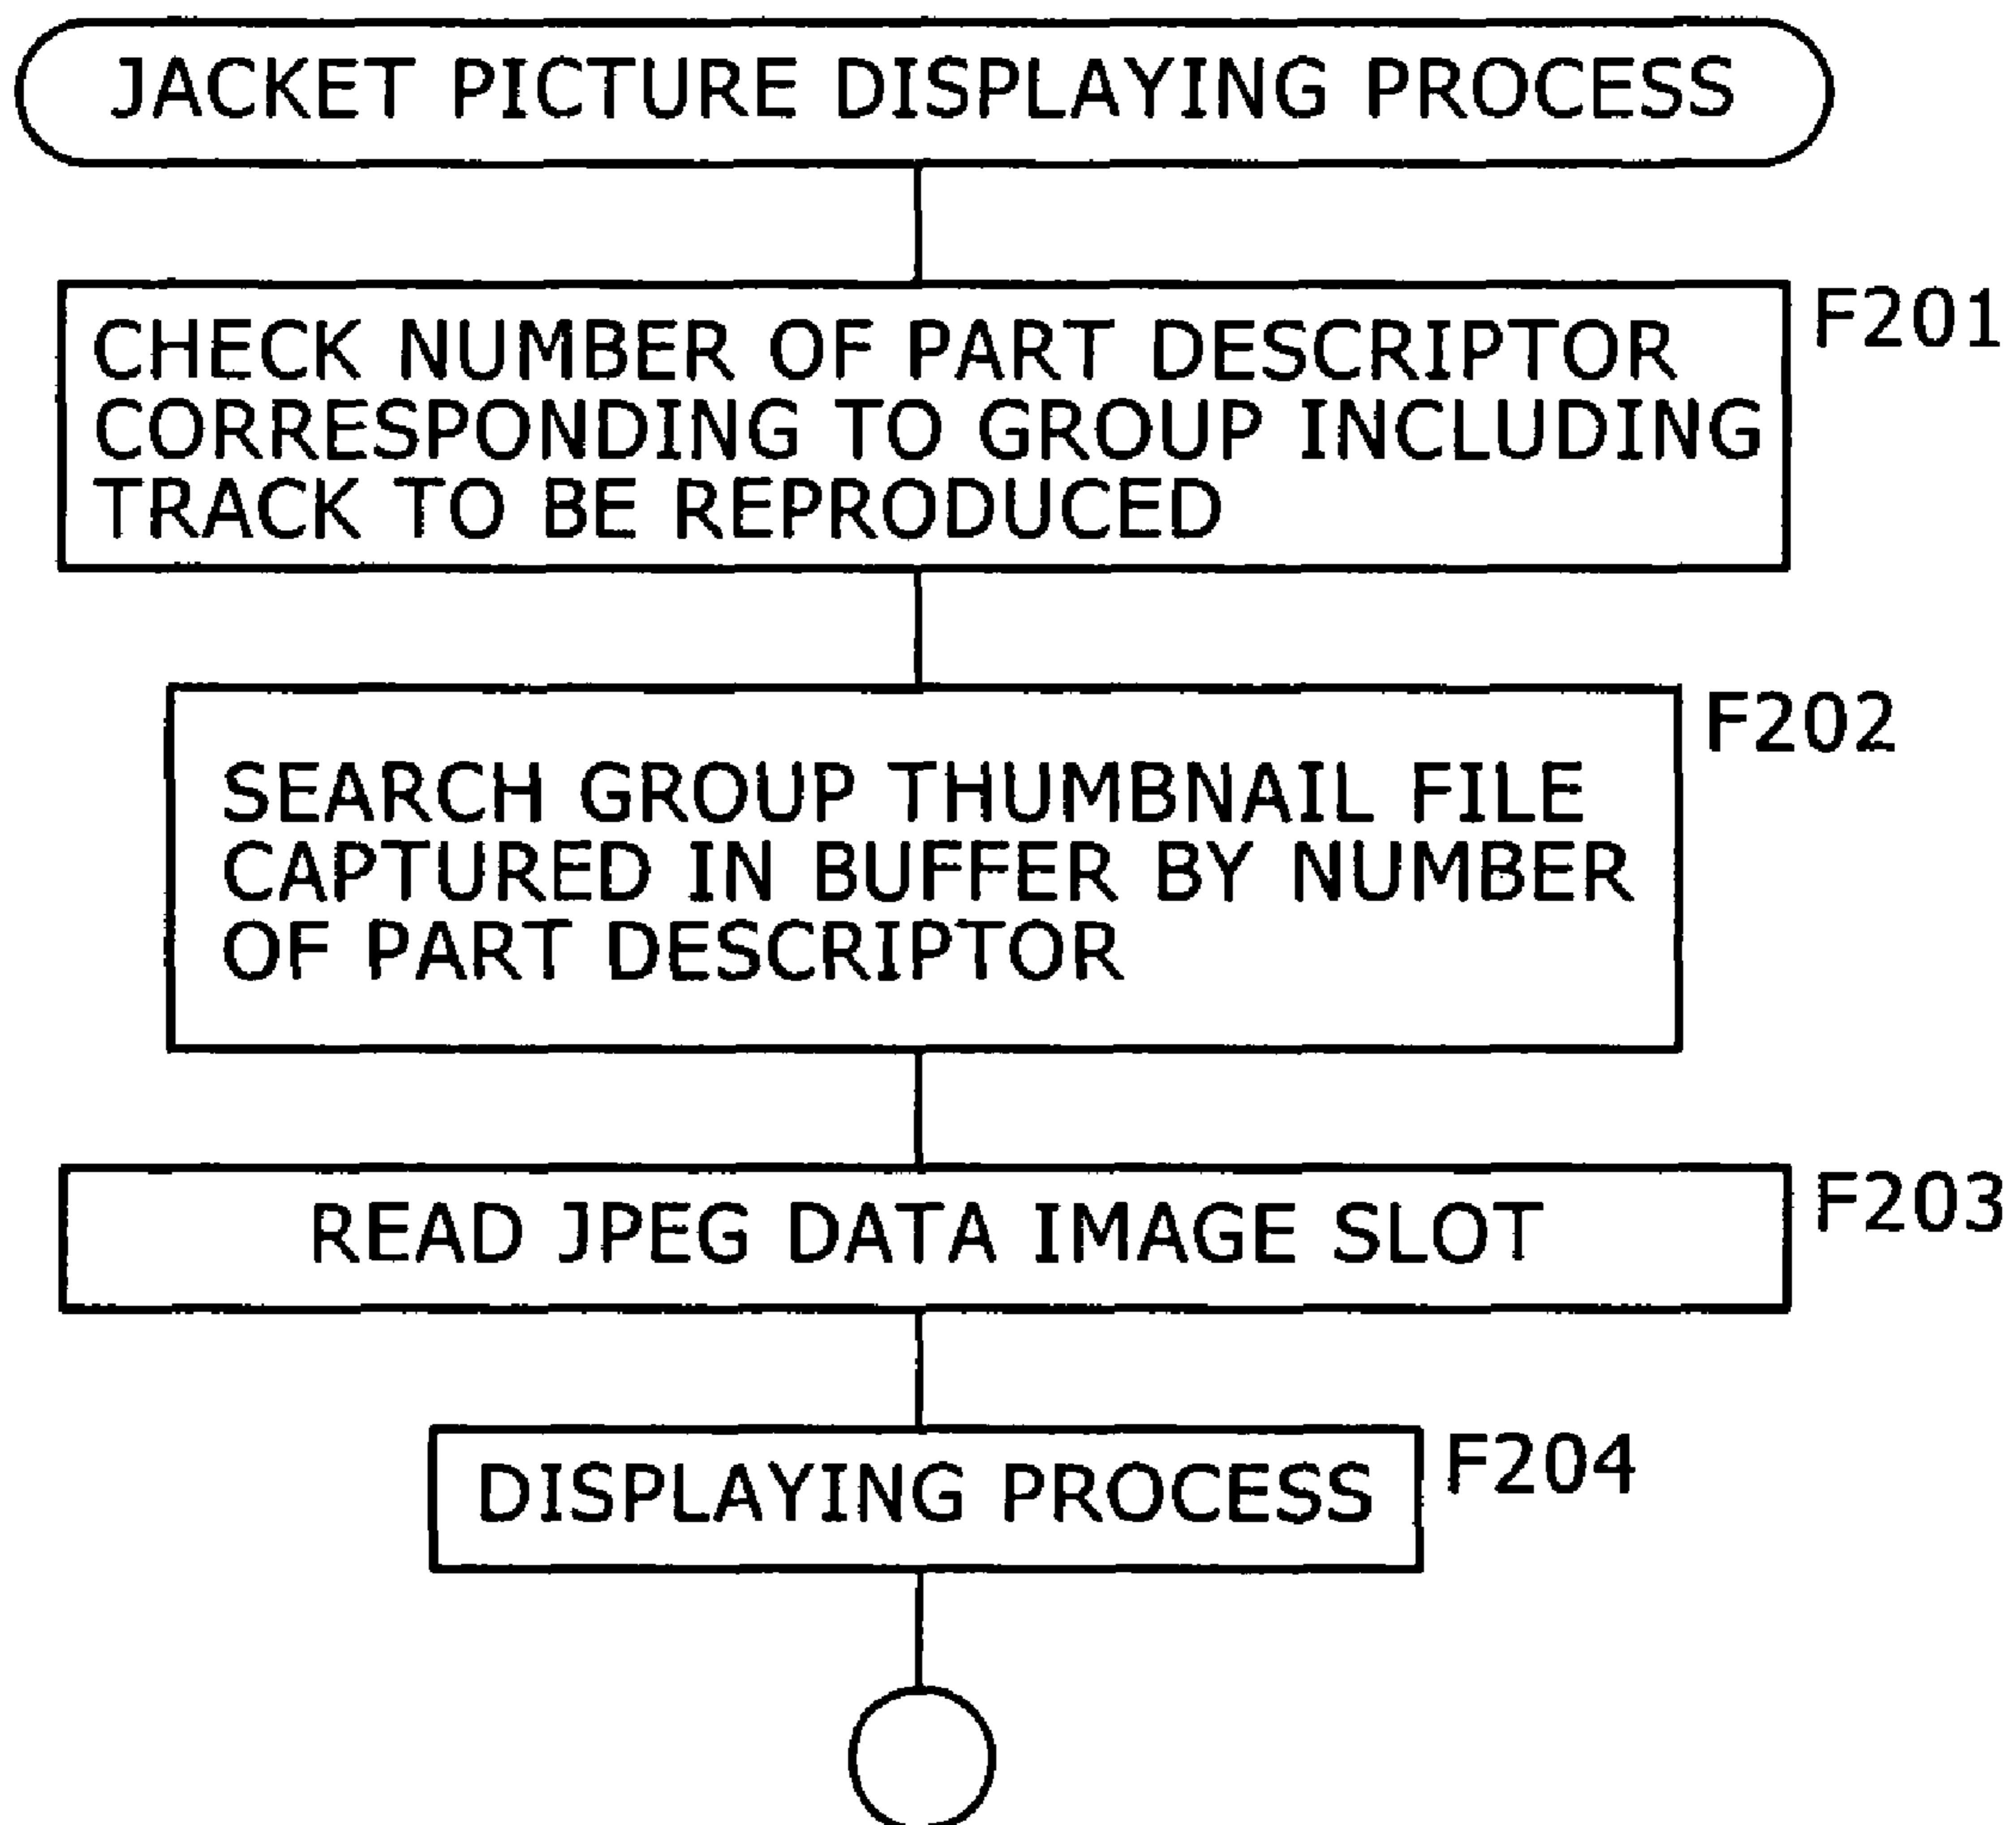 JACKET PICTURE DISPLAYING PROCESS
F201
CHECK NUMBER OF PART DESCRIPTOR
CORRESPONDING TO GROUP INCLUDING
TRACK TO BE REPRODUCED
F202
SEARCH GROUP THUMBNAIL FILE
CAPTURED IN BUFFER BY NUMBER
OF PART DESCRIPTOR
F203
READ JPEG DATA IMAGE SLOT
F204
DISPLAYING PROCESS